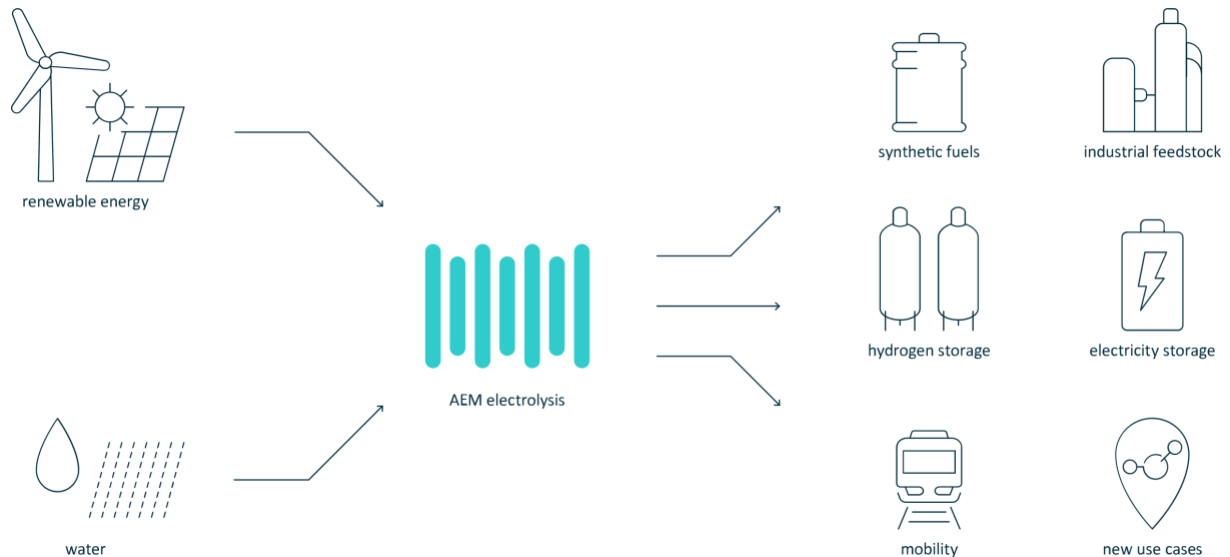 renewable energy
water
AEM electrolysis
synthetic fuels
industrial feedstock
hydrogen storage
electricity storage
mobility
new use cases